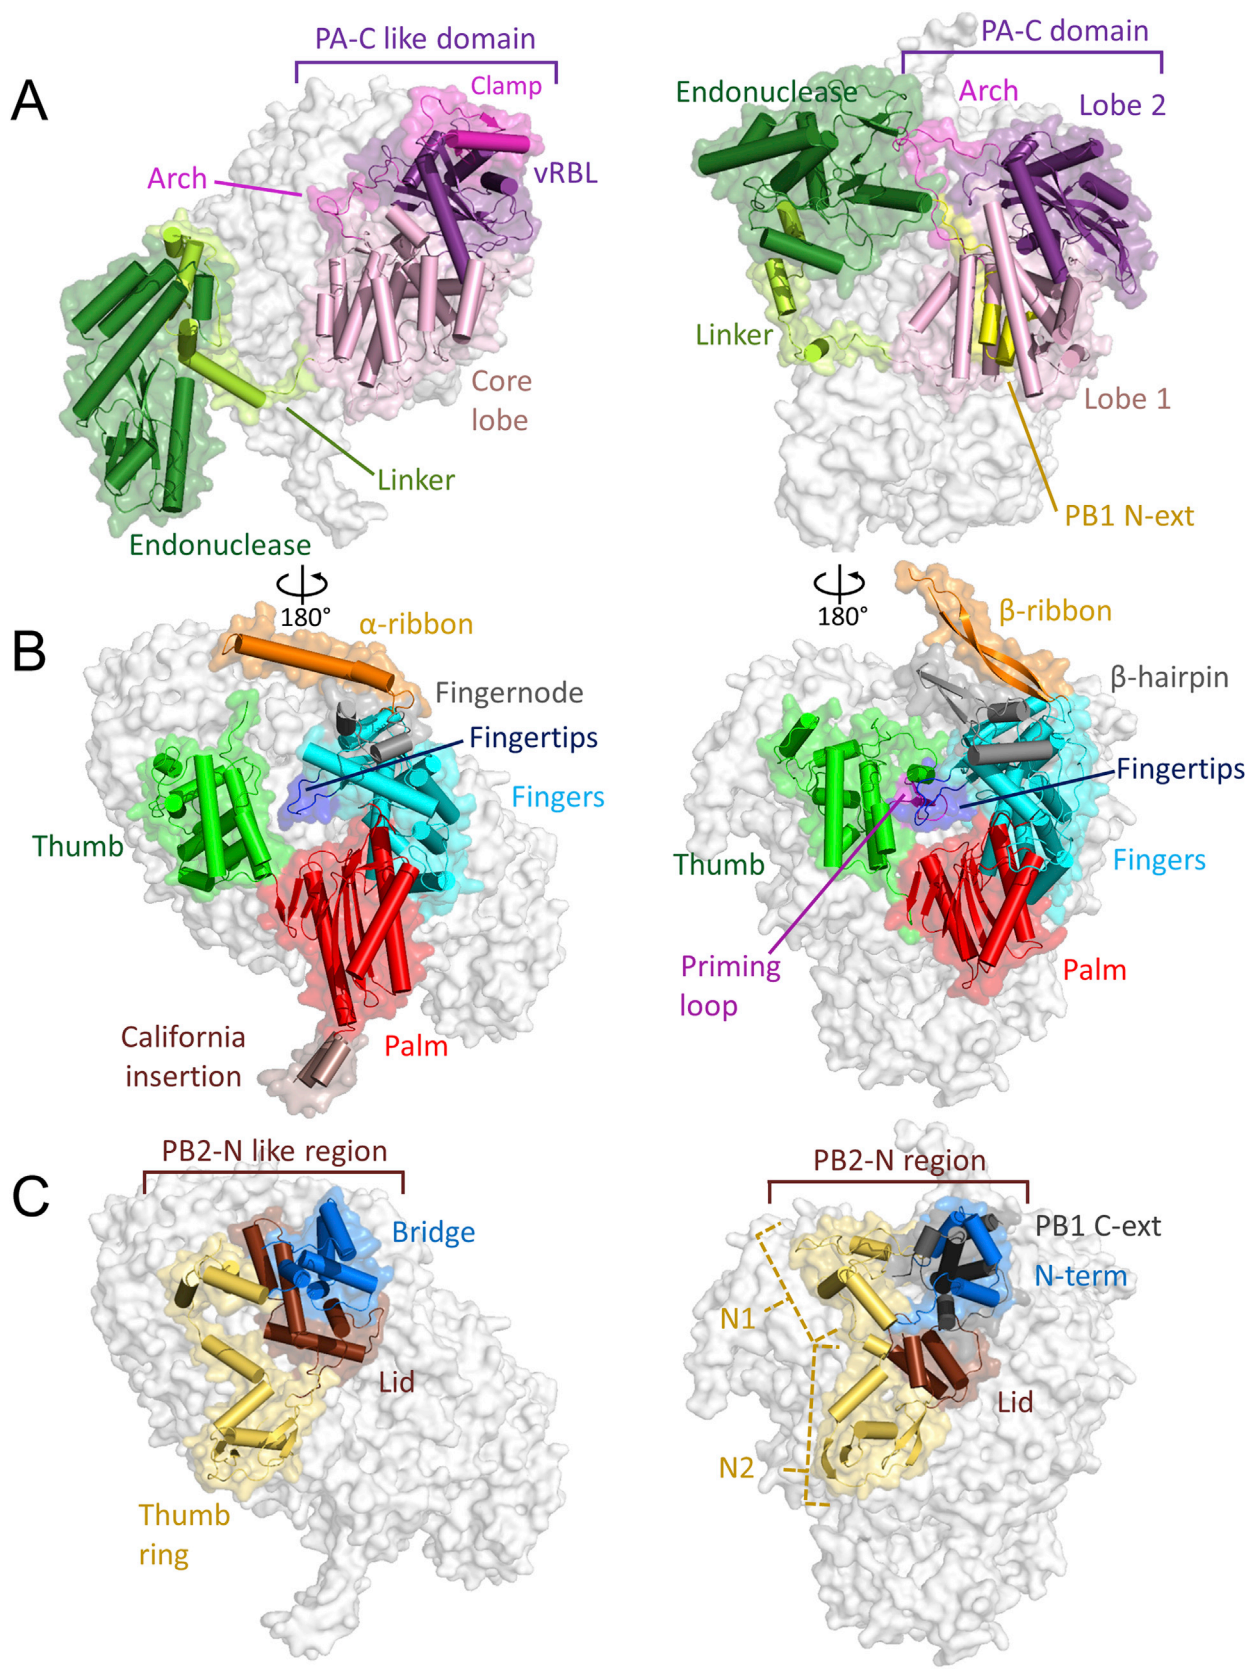 A
PA-C like domain
Clamp
vRBL
Arch
Core
lobe
Linker
Endonuclease
PA-C domain
Endonuclease
Arch
Lobe 2
Linker
Lobe 1
PB1 N-ext
180°
180°
B
α-ribbon
Fingernode
Fingertips
Fingers
Thumb
California
insertion
Palm
β-ribbon
β-hairpin
Fingertips
Fingers
Thumb
Priming
loop
Palm
C
PB2-N like region
Bridge
Lid
Thumb
ring
PB2-N region
PB1 C-ext
N-term
N1
Lid
N2